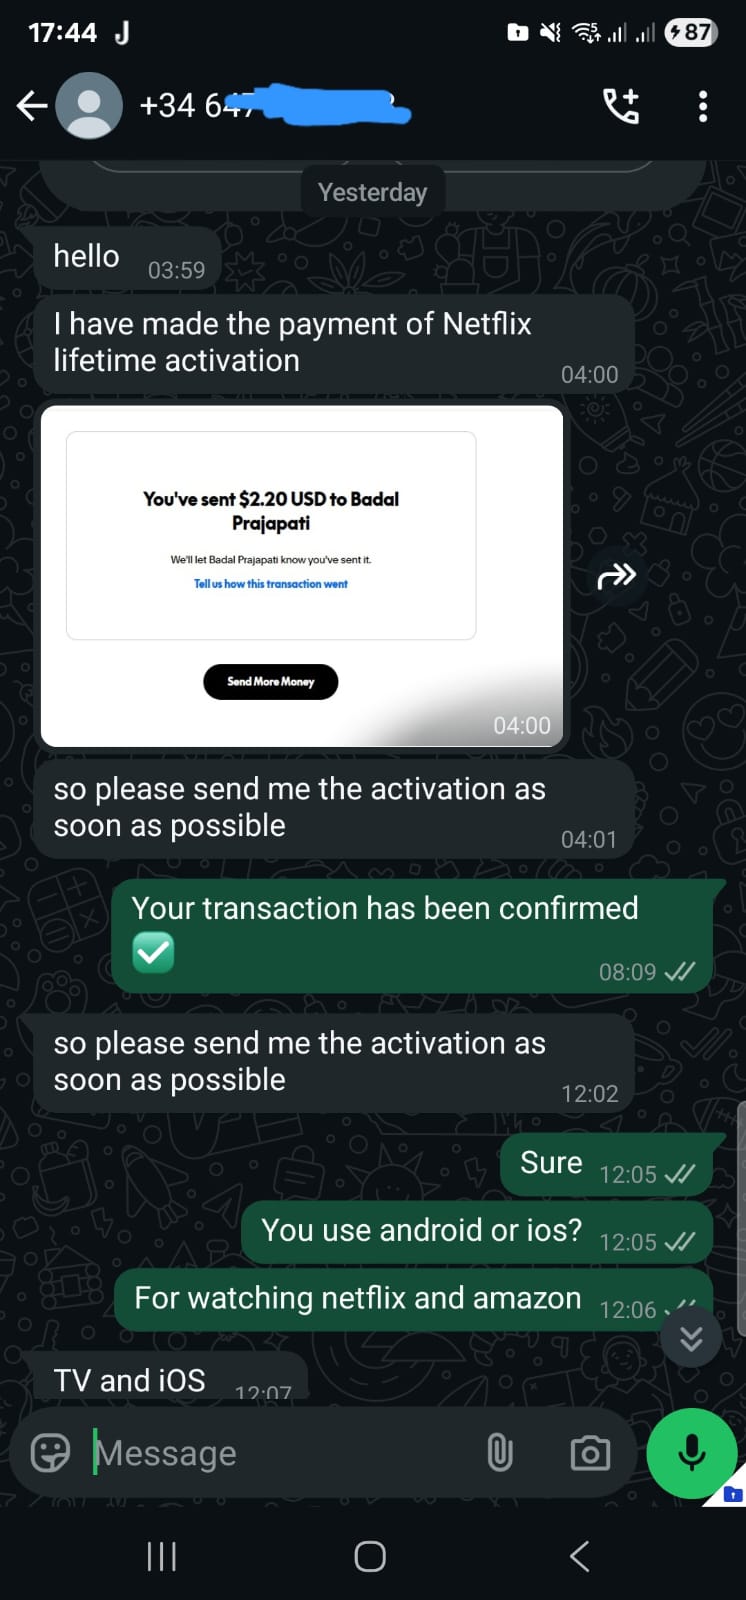 17:44
87
+34 647
Yesterday
hello
03:59
I have made the payment of Netflix
lifetime activation
04:00
You've sent $2.20 USD to Badal
Prajapati
We'll let Badal Prajapati know you've sent it.
Tell us how this transaction went
Send More Money
04:00
so please send me the activation as
soon as possible
04:01
Your transaction has been confirmed
✅
08:09
so please send me the activation as
soon as possible
12:02
Sure 12:05
You use android or ios? 12:05
For watching netflix and amazon 12:06
TV and iOS 12:07
Message